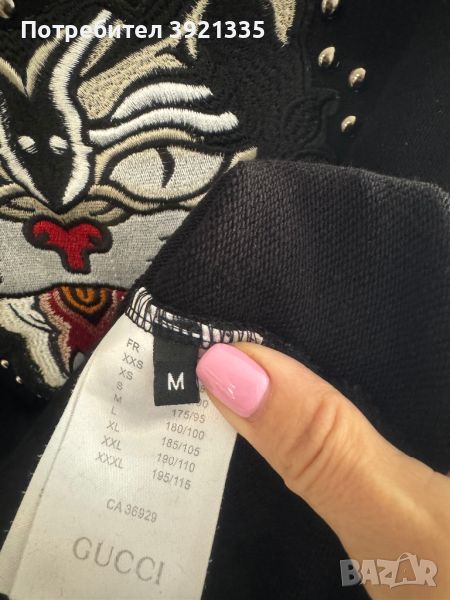 Потребител 3921335
M
FR
XXS
XS
S
M
L 175/95
XL 180/100
XXL 185/105
XXXL 190/110
195/115
CA 36929
GUCCI
BAZAR